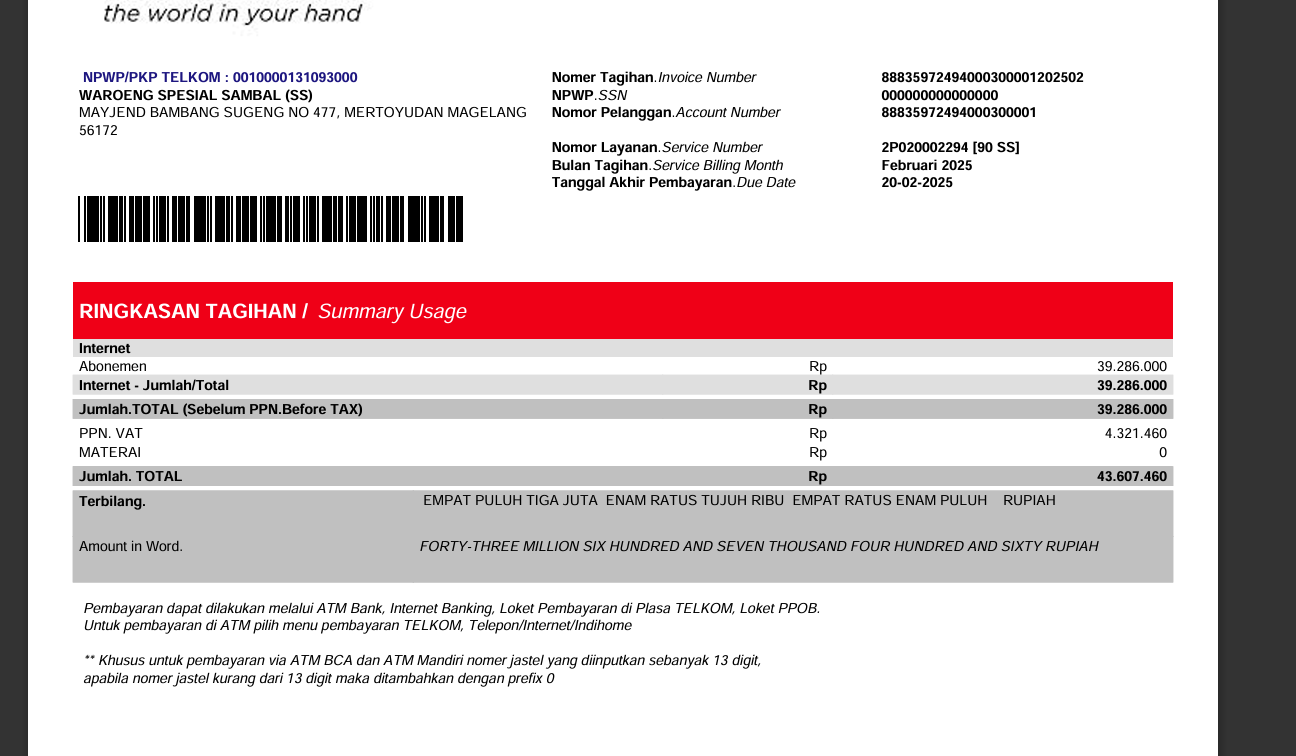 the world in your hand
NPWP/PKP TELKOM : 0010000131093000
WAROENG SPESIAL SAMBAL (SS)
MAYJEND BAMBANG SUGENG NO 477, MERTOYUDAN MAGELANG
56172
Nomer Tagihan.Invoice Number 88835972494000300001202502
NPWP.SSN 000000000000000
Nomor Pelanggan.Account Number 88835972494000300001
Nomor Layanan.Service Number 2P020002294 [90 SS]
Bulan Tagihan.Service Billing Month Februari 2025
Tanggal Akhir Pembayaran.Due Date 20-02-2025
RINGKASAN TAGIHAN / Summary Usage
Internet
Abonemen Rp 39.286.000
Internet - Jumlah/Total Rp 39.286.000
Jumlah.TOTAL (Sebelum PPN.Before TAX) Rp 39.286.000
PPN. VAT Rp 4.321.460
MATERAI Rp 0
Jumlah. TOTAL Rp 43.607.460
Terbilang. EMPAT PULUH TIGA JUTA ENAM RATUS TUJUH RIBU EMPAT RATUS ENAM PULUH RUPIAH
Amount in Word. FORTY-THREE MILLION SIX HUNDRED AND SEVEN THOUSAND FOUR HUNDRED AND SIXTY RUPIAH
Pembayaran dapat dilakukan melalui ATM Bank, Internet Banking, Loket Pembayaran di Plasa TELKOM, Loket PPOB.
Untuk pembayaran di ATM pilih menu pembayaran TELKOM, Telepon/Internet/Indihome
** Khusus untuk pembayaran via ATM BCA dan ATM Mandiri nomer jastel yang diinputkan sebanyak 13 digit,
apabila nomer jastel kurang dari 13 digit maka ditambahkan dengan prefix 0